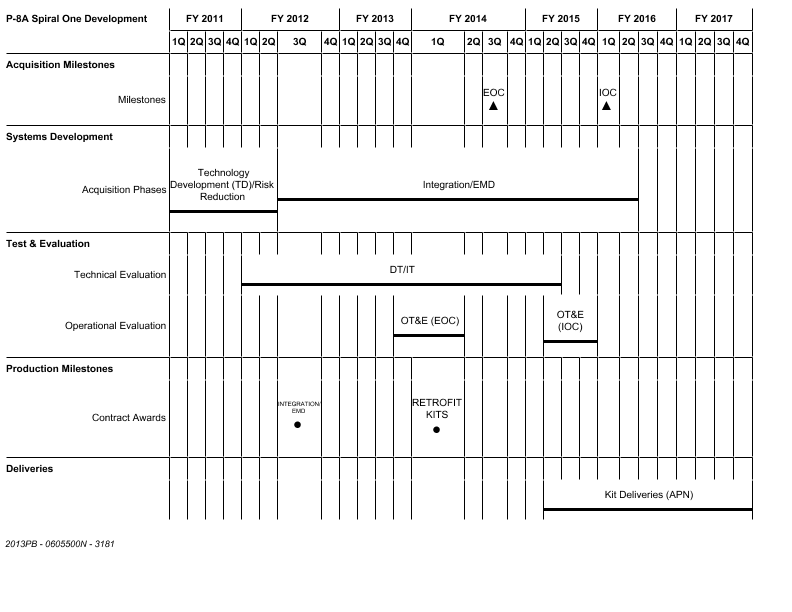 P-8A Spiral One Development FY 2011 FY 2012 FY 2013 FY 2014 FY 2015 FY 2016 FY 2017
1Q 2Q 3Q 4Q 1Q 2Q 3Q 4Q 1Q 2Q 3Q 4Q 1Q 2Q 3Q 4Q 1Q 2Q 3Q 4Q 1Q 2Q 3Q 4Q 1Q 2Q 3Q 4Q
Acquisition Milestones
EOC IOC
Milestones
Systems Development
Technology
Development (TD)/Risk
Reduction
Integration/EMD
Acquisition Phases
Test & Evaluation
DT/IT
Technical Evaluation
OT&E (EOC)
OT&E
(IOC)
Operational Evaluation
Production Milestones
INTEGRATION/
EMD
RETROFIT
KITS
Contract Awards
Deliveries
Kit Deliveries (APN)
2013PB - 0605500N - 3181